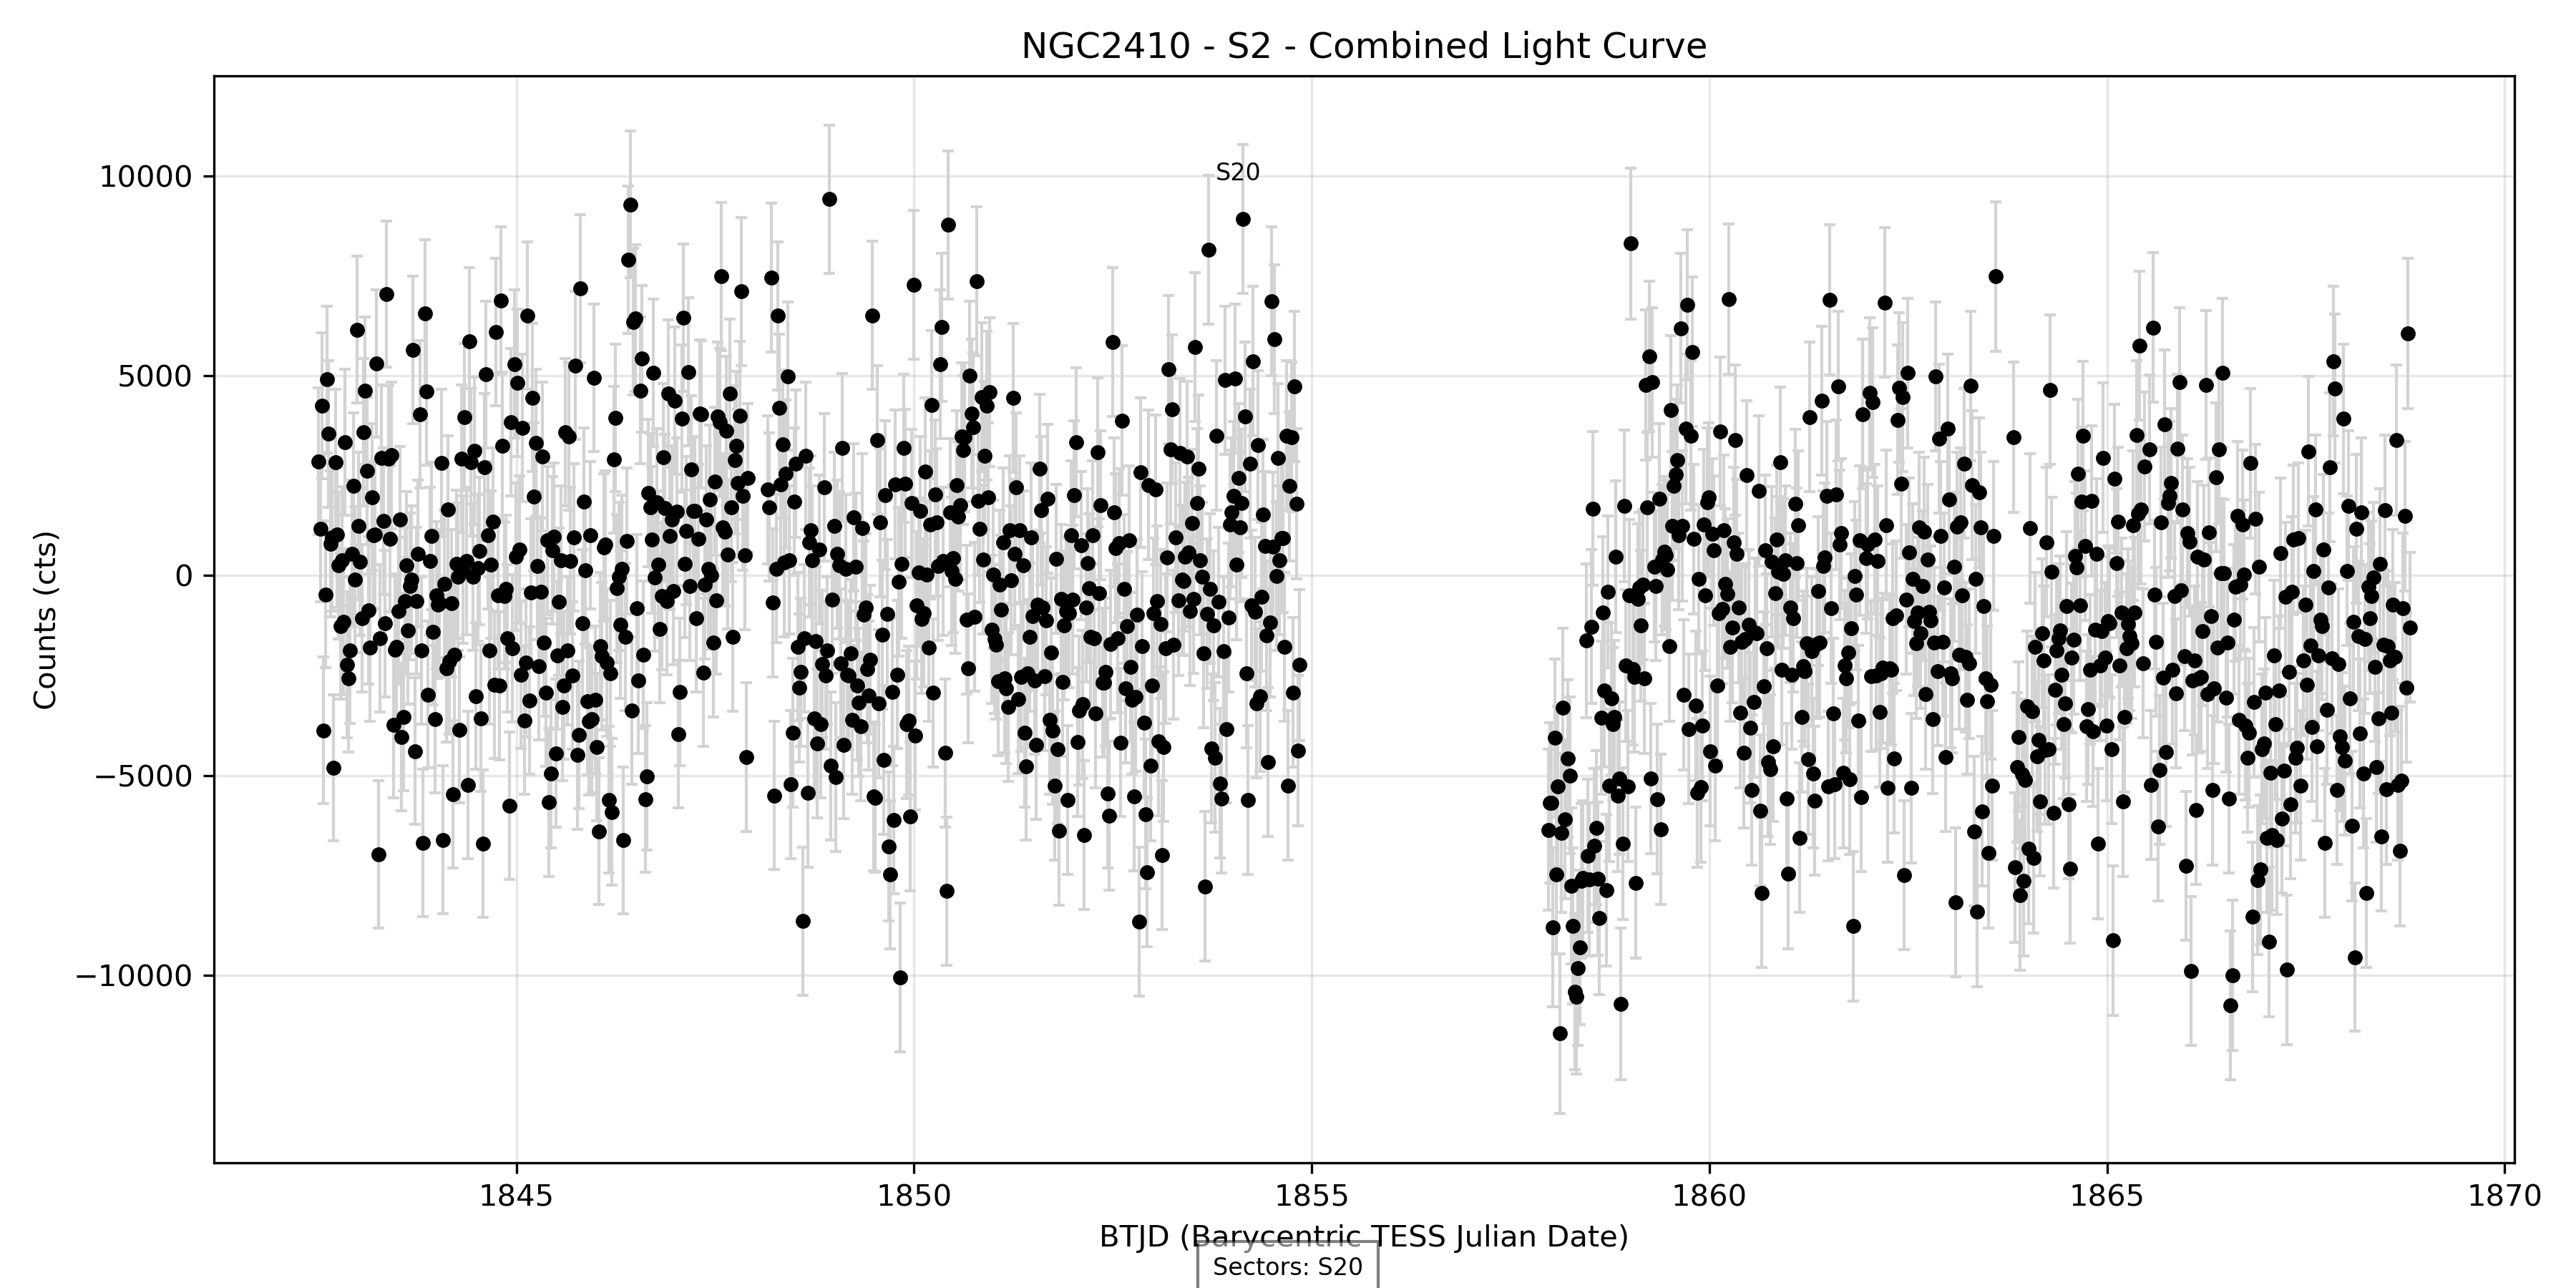 NGC2410 - S2 - Combined Light Curve
10000
5000
0
−5000
−10000
Counts (cts)
S20
1845 1850 1855 1860 1865 1870
BTJD (Barycentric TESS Julian Date)
Sectors: S20